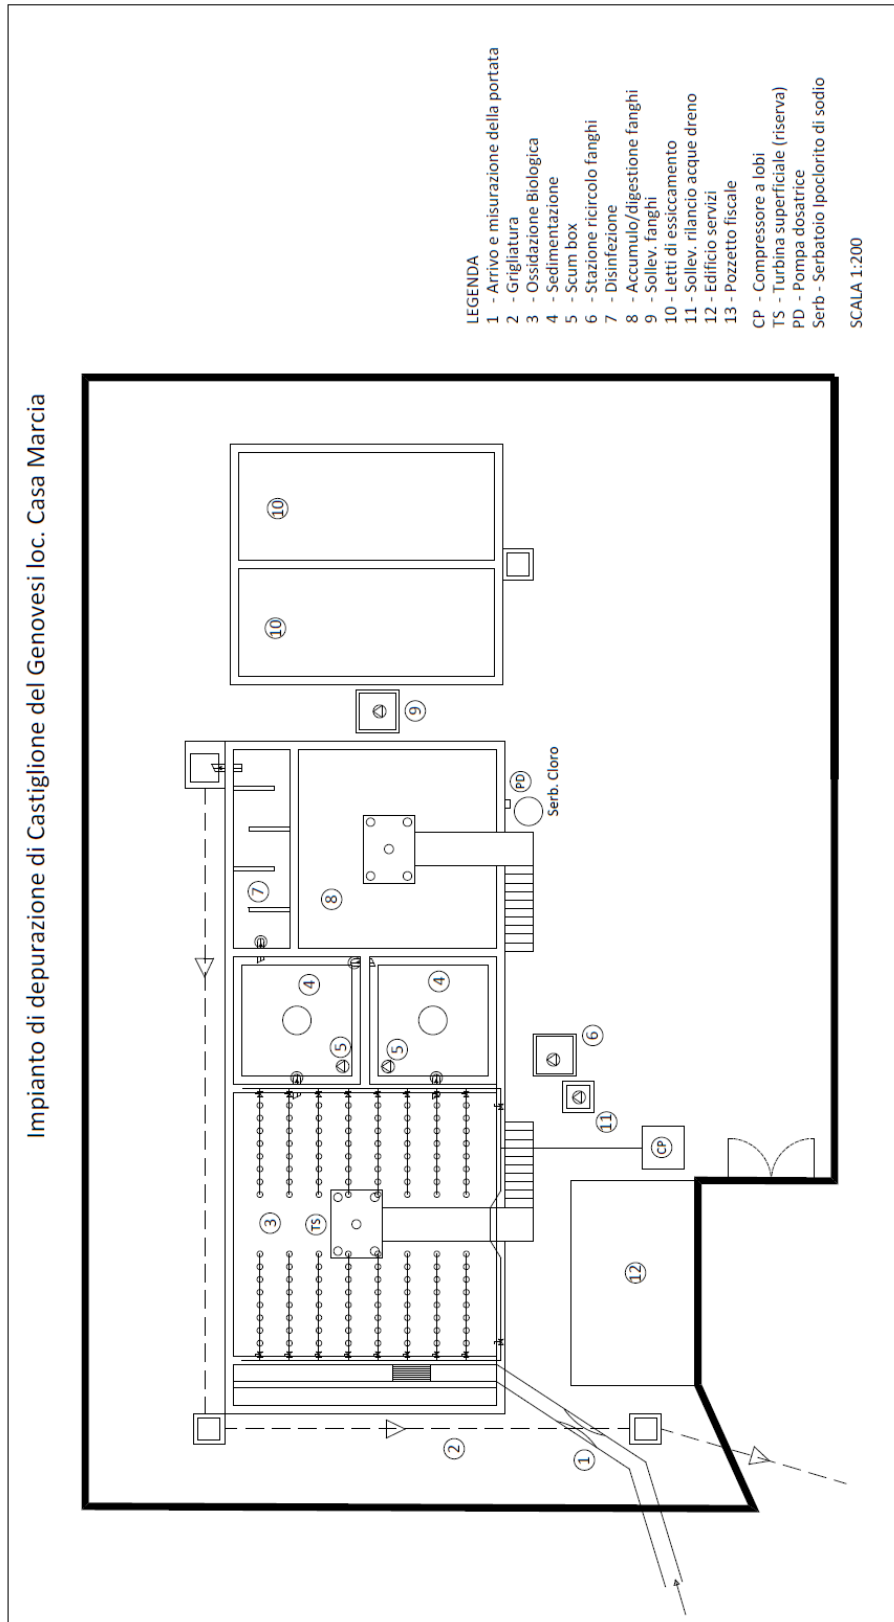 Impianto di depurazione di Castiglione del Genovesi loc. Casa Marcia
LEGENDA
1 - Arrivo e misurazione della portata
2 - Grigliatura
3 - Ossidazione Biologica
4 - Sedimentazione
5 - Scum box
6 - Stazione ricircolo fanghi
7 - Disinfezione
8 - Accumulo/digestione fanghi
9 - Sollev. fanghi
10 - Letti di essiccamento
11 - Sollev. rilancio acque dreno
12 - Edificio servizi
13 - Pozzetto fiscale
CP - Compressore a lobi
TS - Turbina superficiale (riserva)
PD - Pompa dosatrice
Serb - Serbatoio Ipoclorito di sodio
SCALA 1:200
10
10
9
7
8
PD
Serb. Cloro
4
4
5
5
6
11
CP
3
TS
12
2
1